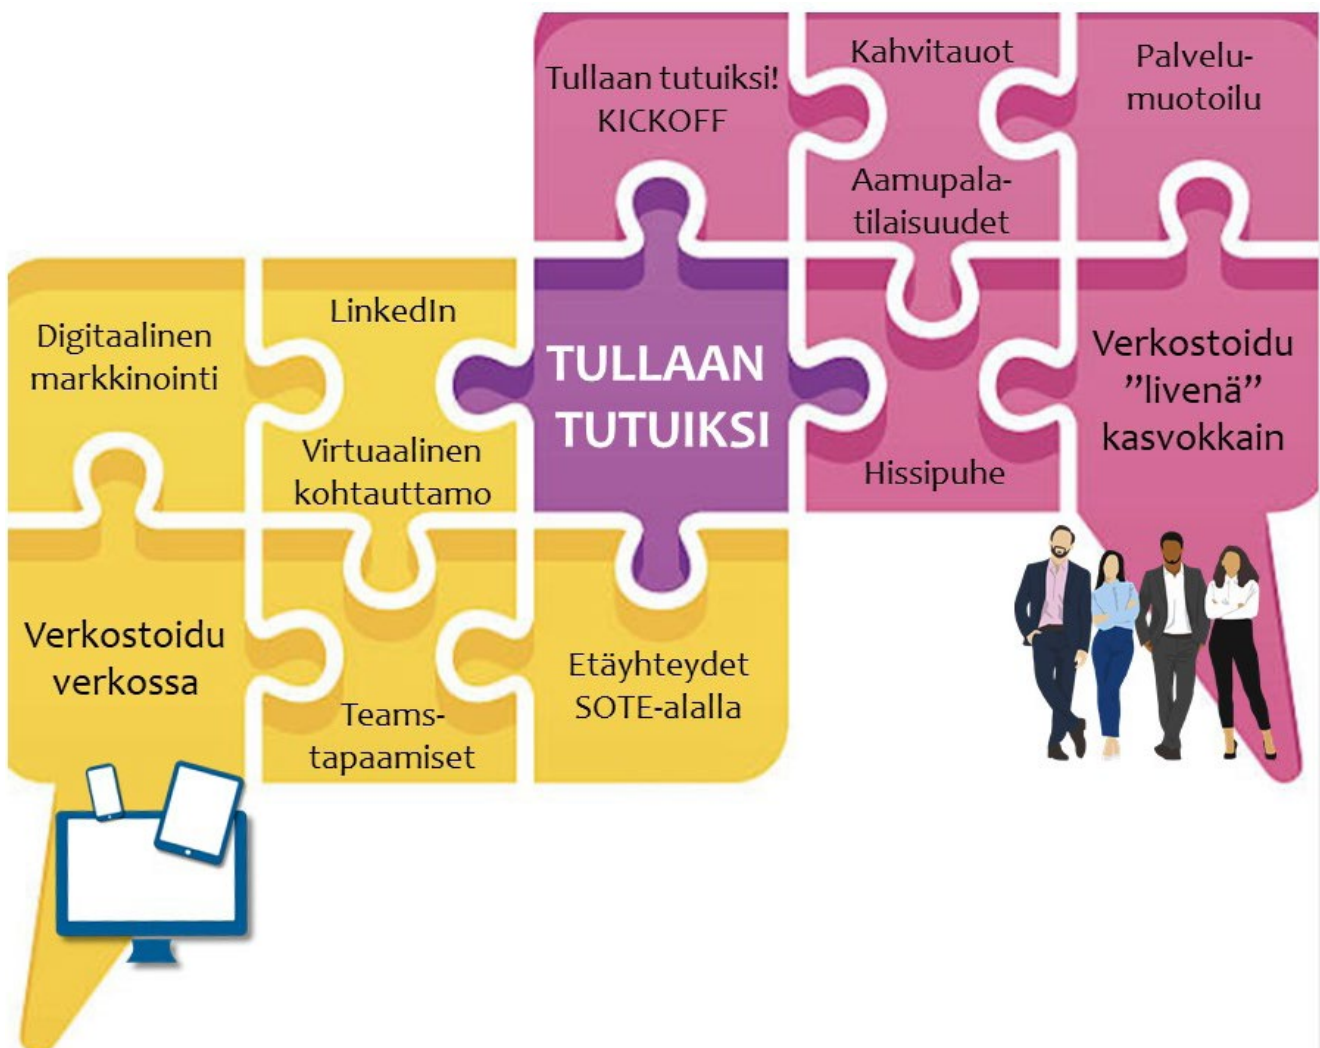 Tullaan tutuiksi!
KICKOFF
Kahvitauot
Aamupala-
tilaisuudet
Palvelu-
muotoilu
Digitaalinen
markkinointi
LinkedIn
Virtuaalinen
kohtauttamo
TULLAAN
TUTUIKSI
Hissipuhe
Verkostoidu
”livenä”
kasvokkain
Verkostoidu
verkossa
Teams-
tapaamiset
Etäyhteydet
SOTE-alalla